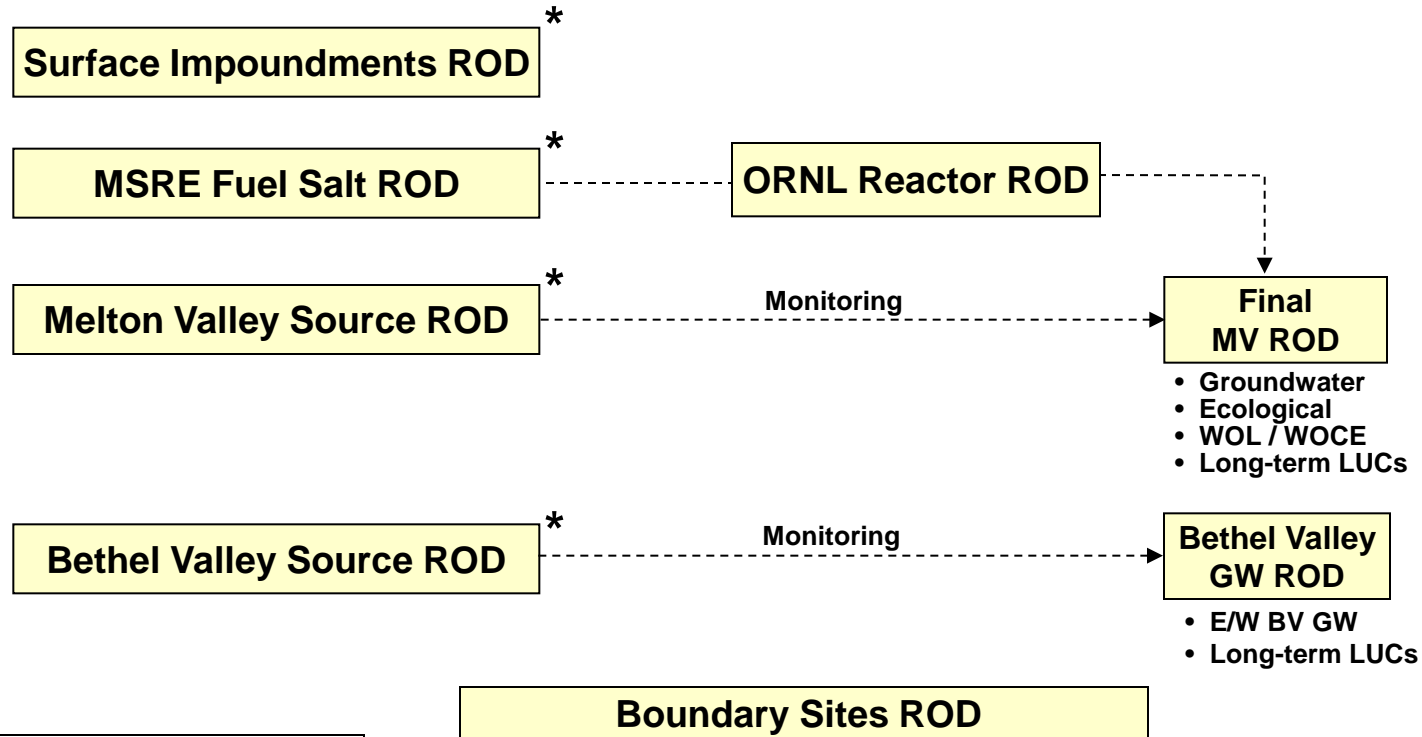 *
Surface Impoundments ROD
*
MSRE Fuel Salt ROD
ORNL Reactor ROD
*
Melton Valley Source ROD
Monitoring
Final
MV ROD
• Groundwater
• Ecological
• WOL / WOCE
• Long-term LUCs
*
Bethel Valley Source ROD
Monitoring
Bethel Valley
GW ROD
• E/W BV GW
• Long-term LUCs
Boundary Sites ROD